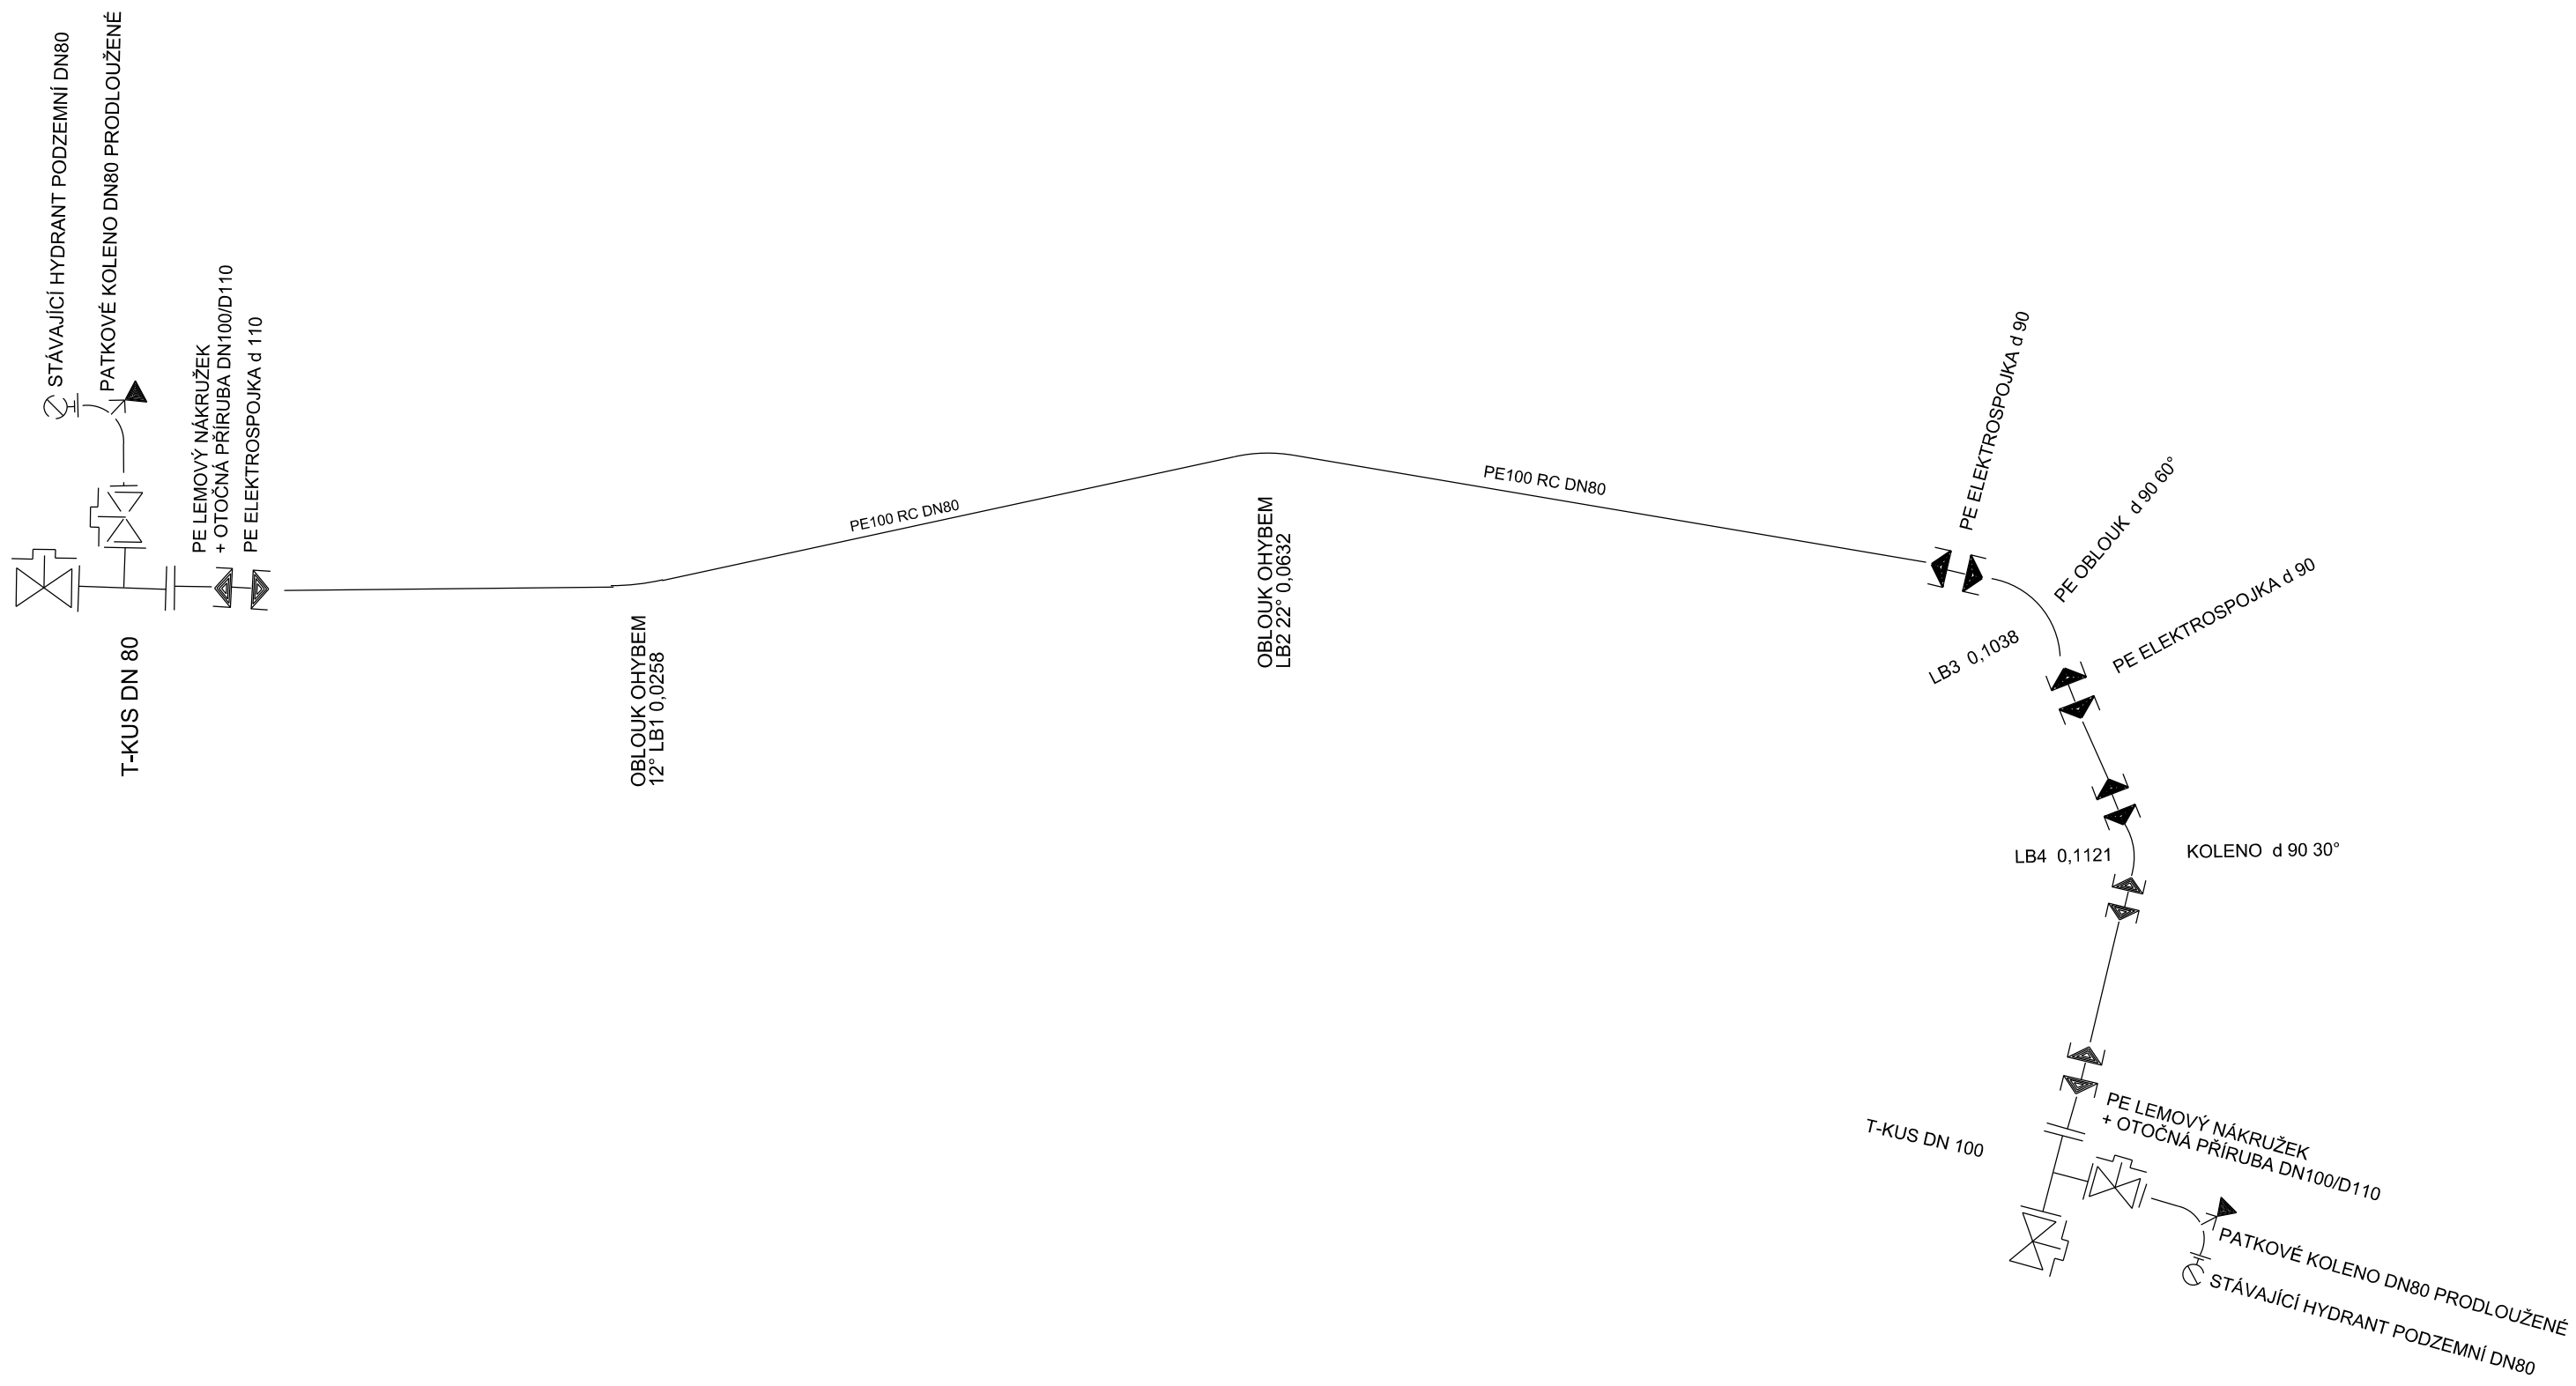 STÁVAJÍCÍ HYDRANT PODZEMNÍ DN80
PATKOVÉ KOLENO DN80 PRODLOUŽENÉ
PE LEMOVÝ NÁKRUŽEK
+ OTOČNÁ PŘÍRUBA DN100/D110
PE ELEKTROSPOJKA d 110
T-KUS DN 80
OBLOUK OHYBEM
12° LB1 0,0258
PE100 RC DN80
OBLOUK OHYBEM
LB2 22° 0,0632
PE100 RC DN80
PE ELEKTROSPOJKA d 90
PE OBLOUK  d 90 60°
LB3  0,1038
PE ELEKTROSPOJKA d 90
LB4  0,1121
KOLENO  d 90 30°
T-KUS DN 100
PE LEMOVÝ NÁKRUŽEK
+ OTOČNÁ PŘÍRUBA DN100/D110
PATKOVÉ KOLENO DN80 PRODLOUŽENÉ
STÁVAJÍCÍ HYDRANT PODZEMNÍ DN80